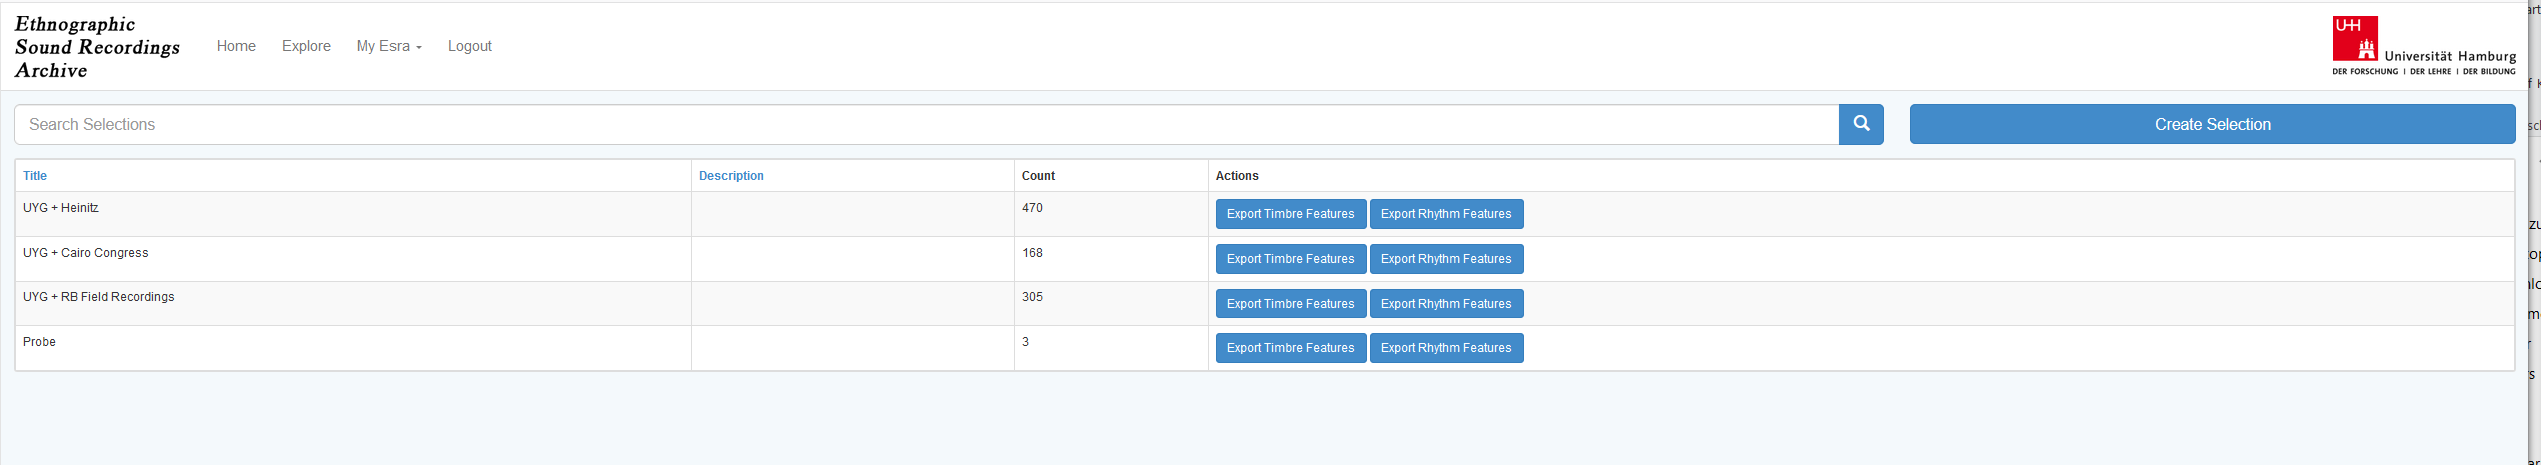 Ethnographic
Sound Recordings
Archive
Home Explore My Esra Logout
UHH
Universität Hamburg
DER FORSCHUNG | DER LEHRE | DER BILDUNG
Search Selections
Create Selection
Title Description Count Actions
UYG + Heinitz 470 Export Timbre Features Export Rhythm Features
UYG + Cairo Congress 168 Export Timbre Features Export Rhythm Features
UYG + RB Field Recordings 305 Export Timbre Features Export Rhythm Features
Probe 3 Export Timbre Features Export Rhythm Features